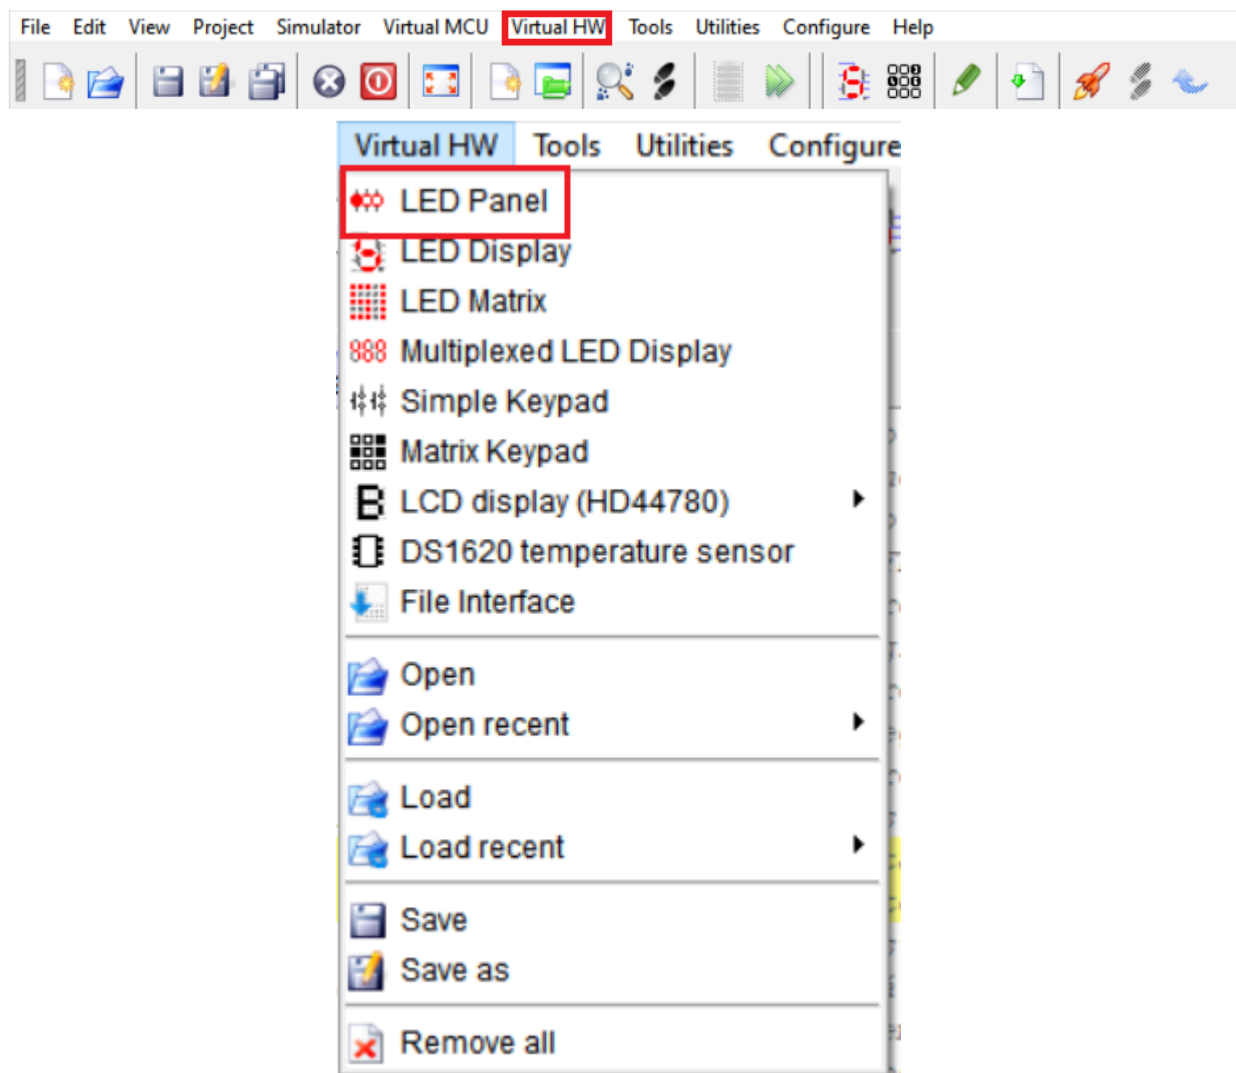 File Edit View Project Simulator Virtual MCU Virtual HW Tools Utilities Configure Help
Virtual HW Tools Utilities Configure
LED Panel
LED Display
LED Matrix
Multiplexed LED Display
Simple Keypad
Matrix Keypad
LCD display (HD44780)
DS1620 temperature sensor
File Interface
Open
Open recent
Load
Load recent
Save
Save as
Remove all